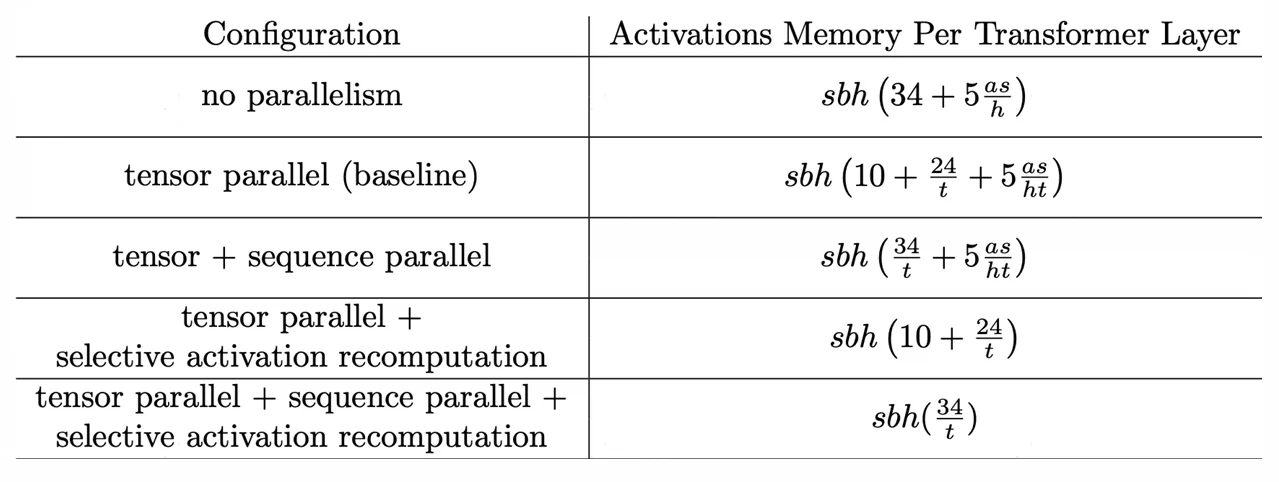 Configuration Activations Memory Per Transformer Layer
no parallelism sbh (34 + 5 as/h)
tensor parallel (baseline) sbh (10 + 24/t + 5 as/ht)
tensor + sequence parallel sbh (34/t + 5 as/ht)
tensor parallel +
selective activation recomputation sbh (10 + 24/t)
tensor parallel + sequence parallel +
selective activation recomputation sbh(34/t)